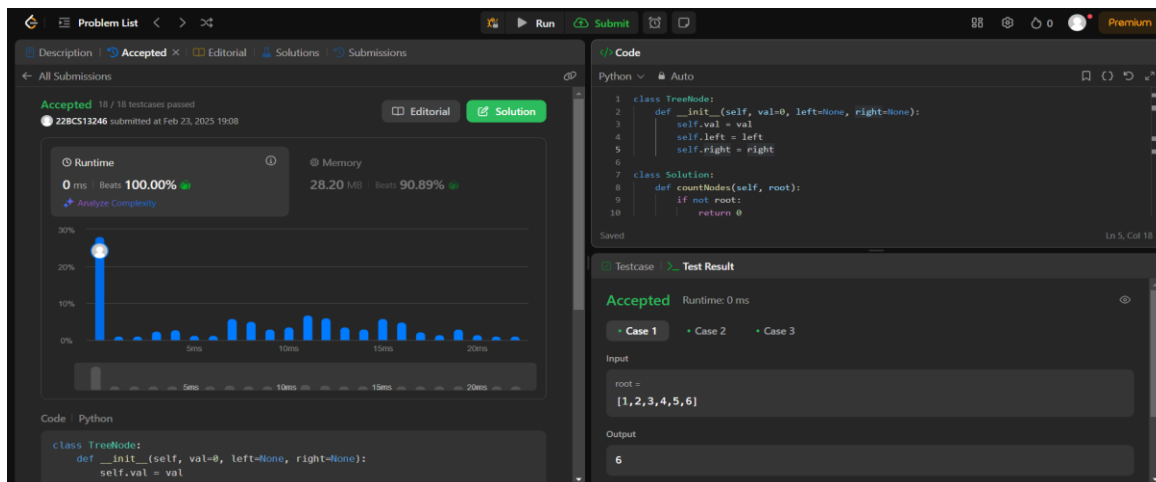 Problem List
Run
Submit
0
Premium
Description
Accepted
Editorial
Solutions
Submissions
All Submissions
Accepted 18 / 18 testcases passed
22BCS13246 submitted at Feb 23, 2025 19:08
Editorial
Solution
Runtime
0 ms | Beats 100.00%
Analyze Complexity
Memory
28.20 MB | Beats 90.89%
30%
20%
10%
0%
5ms 10ms 15ms 20ms
5ms 10ms 15ms 20ms
Code | Python
class TreeNode:
    def __init__(self, val=0, left=None, right=None):
        self.val = val
</> Code
Python Auto
1 class TreeNode:
2     def __init__(self, val=0, left=None, right=None):
3         self.val = val
4         self.left = left
5         self.right = right
6
7 class Solution:
8     def countNodes(self, root):
9         if not root:
10             return 0
Saved
Ln 5, Col 18
Testcase | >_ Test Result
Accepted Runtime: 0 ms
• Case 1 • Case 2 • Case 3
Input
root =
[1,2,3,4,5,6]
Output
6